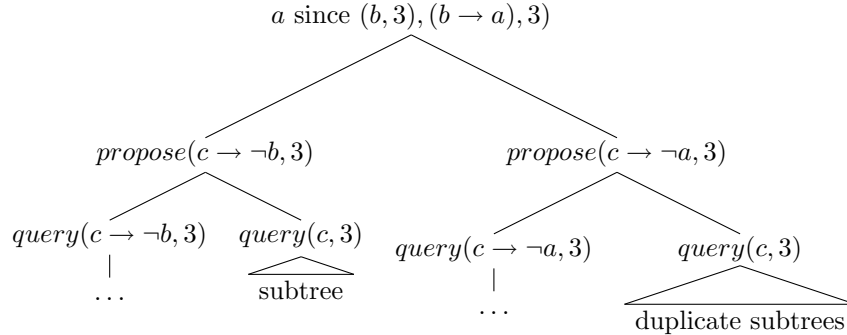 a since (b, 3), (b → a), 3)
propose(c → ¬b, 3) propose(c → ¬a, 3)
query(c → ¬b, 3) query(c, 3) query(c → ¬a, 3) query(c, 3)
... subtree ... duplicate subtrees